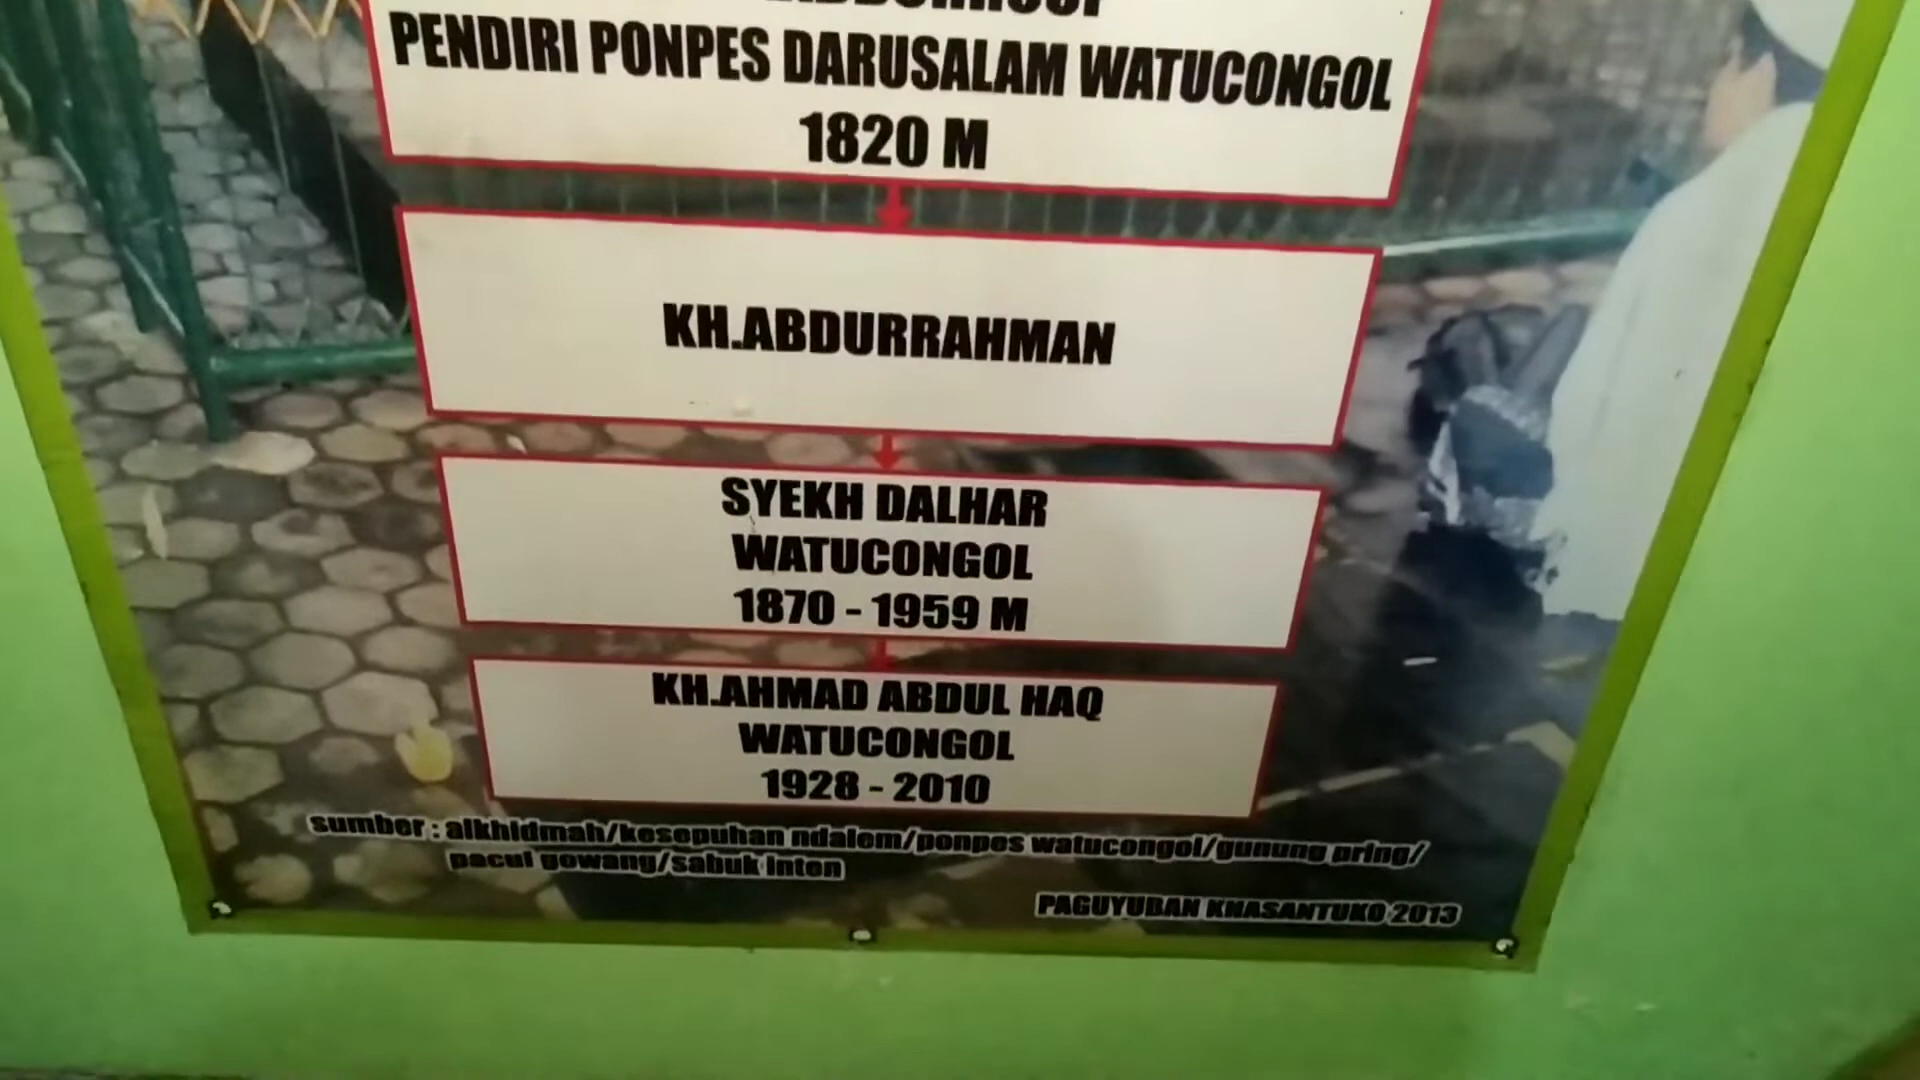 PENDIRI PONPES DARUSALAM WATUCONGOL
1820 M
KH.ABDURRAHMAN
SYEKH DALHAR
WATUCONGOL
1870 - 1959 M
KH.AHMAD ABDUL HAQ
WATUCONGOL
1928 - 2010
sumber : alkhidmah/kesepuhan ndalem/ponpes watucongol/gunung pring/
pacul gowang/sabuk inten
PAGUYUBAN KHASANTUKO 2013